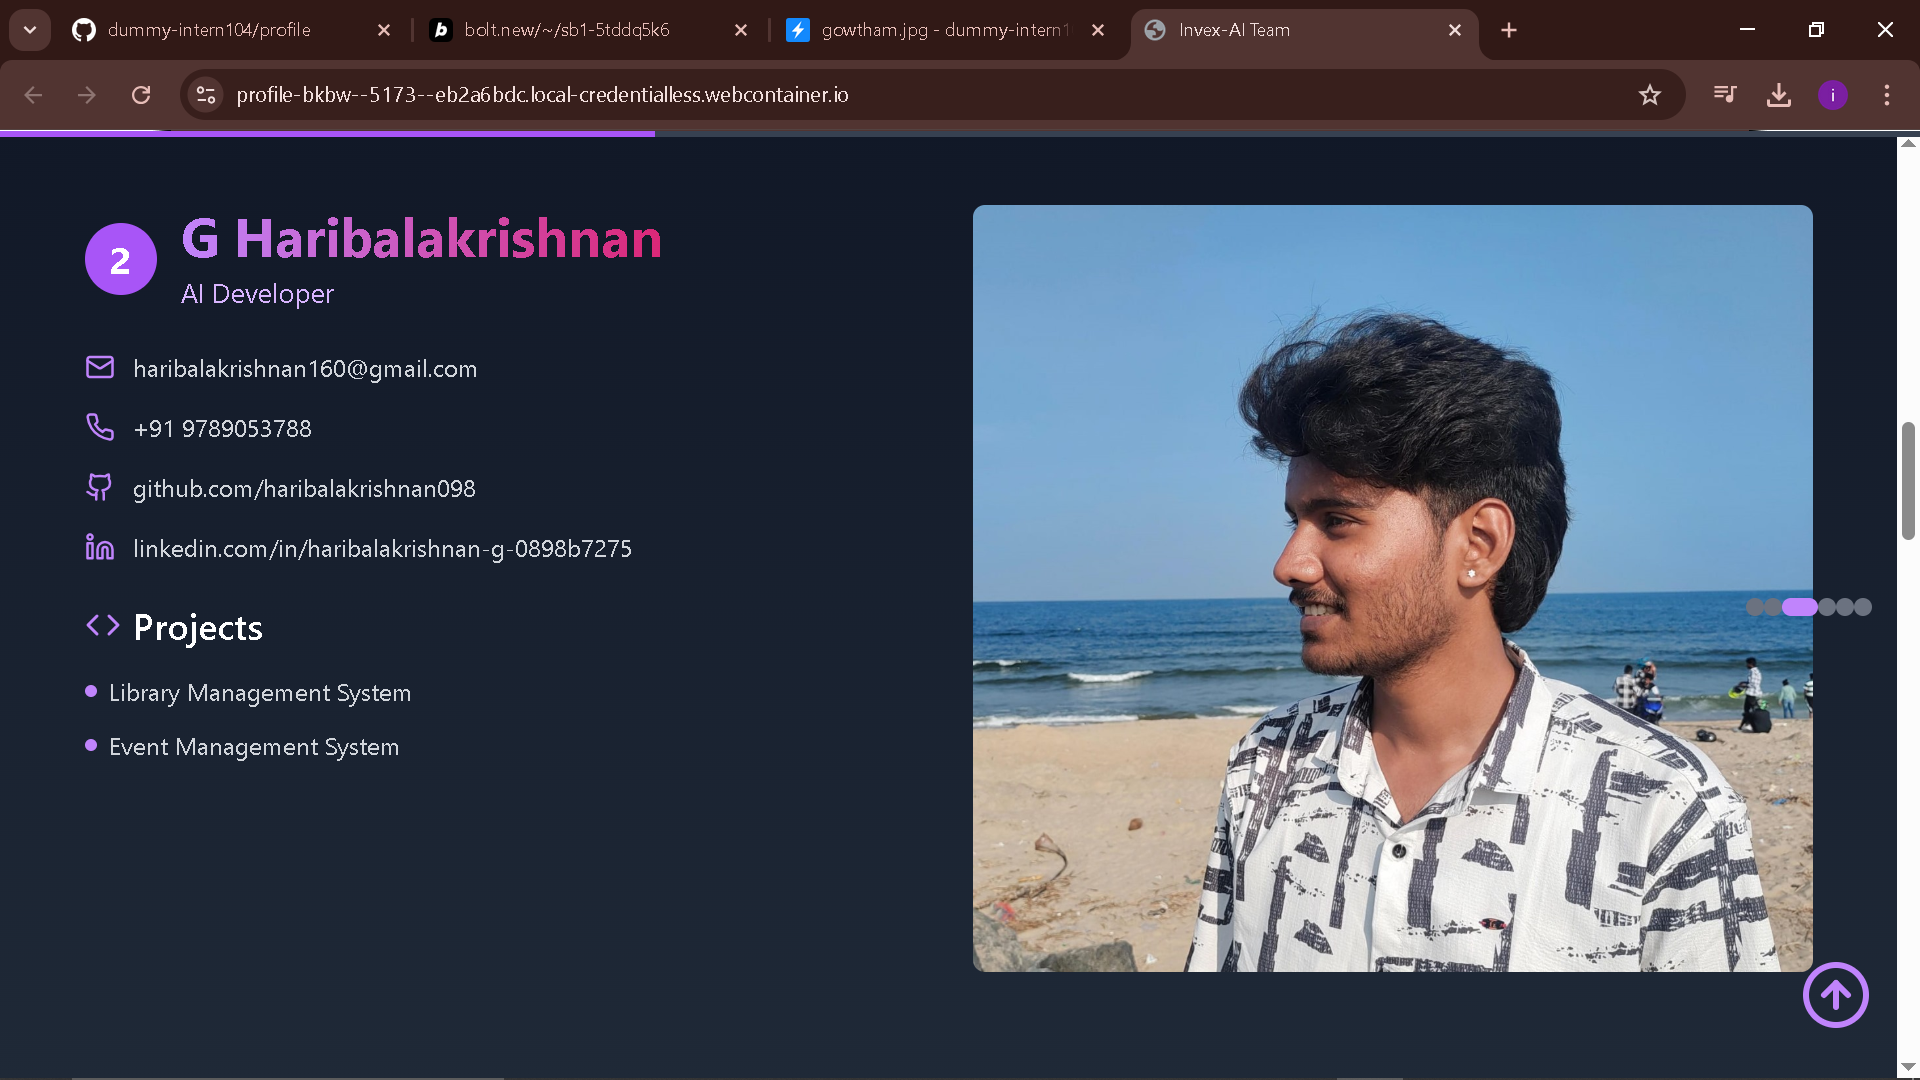 dummy-intern104/profile
bolt.new/~/sb1-5tddq5k6
gowtham.jpg - dummy-intern1
Invex-AI Team
profile-bkbw--5173--eb2a6bdc.local-credentialless.webcontainer.io
i
2
G Haribalakrishnan
AI Developer
haribalakrishnan160@gmail.com
+91 9789053788
github.com/haribalakrishnan098
linkedin.com/in/haribalakrishnan-g-0898b7275
Projects
Library Management System
Event Management System